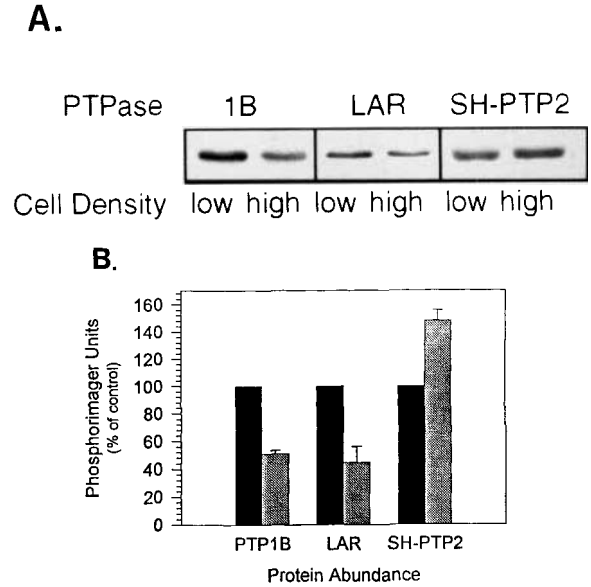 A.
PTPase 1B LAR SH-PTP2
Cell Density low high low high low high
B.
160
140
120
100
80
60
40
20
0
Phosphorimager Units
(% of control)
PTP1B LAR SH-PTP2
Protein Abundance